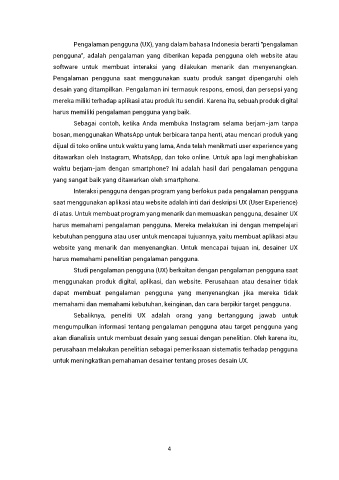 Pengalaman pengguna (UX), yang dalam bahasa Indonesia berarti "pengalaman
pengguna", adalah pengalaman yang diberikan kepada pengguna oleh website atau
software untuk membuat interaksi yang dilakukan menarik dan menyenangkan.
Pengalaman pengguna saat menggunakan suatu produk sangat dipengaruhi oleh
desain yang ditampilkan. Pengalaman ini termasuk respons, emosi, dan persepsi yang
mereka miliki terhadap aplikasi atau produk itu sendiri. Karena itu, sebuah produk digital
harus memiliki pengalaman pengguna yang baik.
Sebagai contoh, ketika Anda membuka Instagram selama berjam-jam tanpa
bosan, menggunakan WhatsApp untuk berbicara tanpa henti, atau mencari produk yang
dijual di toko online untuk waktu yang lama, Anda telah menikmati user experience yang
ditawarkan oleh Instagram, WhatsApp, dan toko online. Untuk apa lagi menghabiskan
waktu berjam-jam dengan smartphone? Ini adalah hasil dari pengalaman pengguna
yang sangat baik yang ditawarkan oleh smartphone.
Interaksi pengguna dengan program yang berfokus pada pengalaman pengguna
saat menggunakan aplikasi atau website adalah inti dari deskripsi UX (User Experience)
di atas. Untuk membuat program yang menarik dan memuaskan pengguna, desainer UX
harus memahami pengalaman pengguna. Mereka melakukan ini dengan mempelajari
kebutuhan pengguna atau user untuk mencapai tujuannya, yaitu membuat aplikasi atau
website yang menarik dan menyenangkan. Untuk mencapai tujuan ini, desainer UX
harus memahami penelitian pengalaman pengguna.
Studi pengalaman pengguna (UX) berkaitan dengan pengalaman pengguna saat
menggunakan produk digital, aplikasi, dan website. Perusahaan atau desainer tidak
dapat membuat pengalaman pengguna yang menyenangkan jika mereka tidak
memahami dan memahami kebutuhan, keinginan, dan cara berpikir target pengguna.
Sebaliknya, peneliti UX adalah orang yang bertanggung jawab untuk
mengumpulkan informasi tentang pengalaman pengguna atau target pengguna yang
akan dianalisis untuk membuat desain yang sesuai dengan penelitian. Oleh karena itu,
perusahaan melakukan penelitian sebagai pemeriksaan sistematis terhadap pengguna
untuk meningkatkan pemahaman desainer tentang proses desain UX.
4